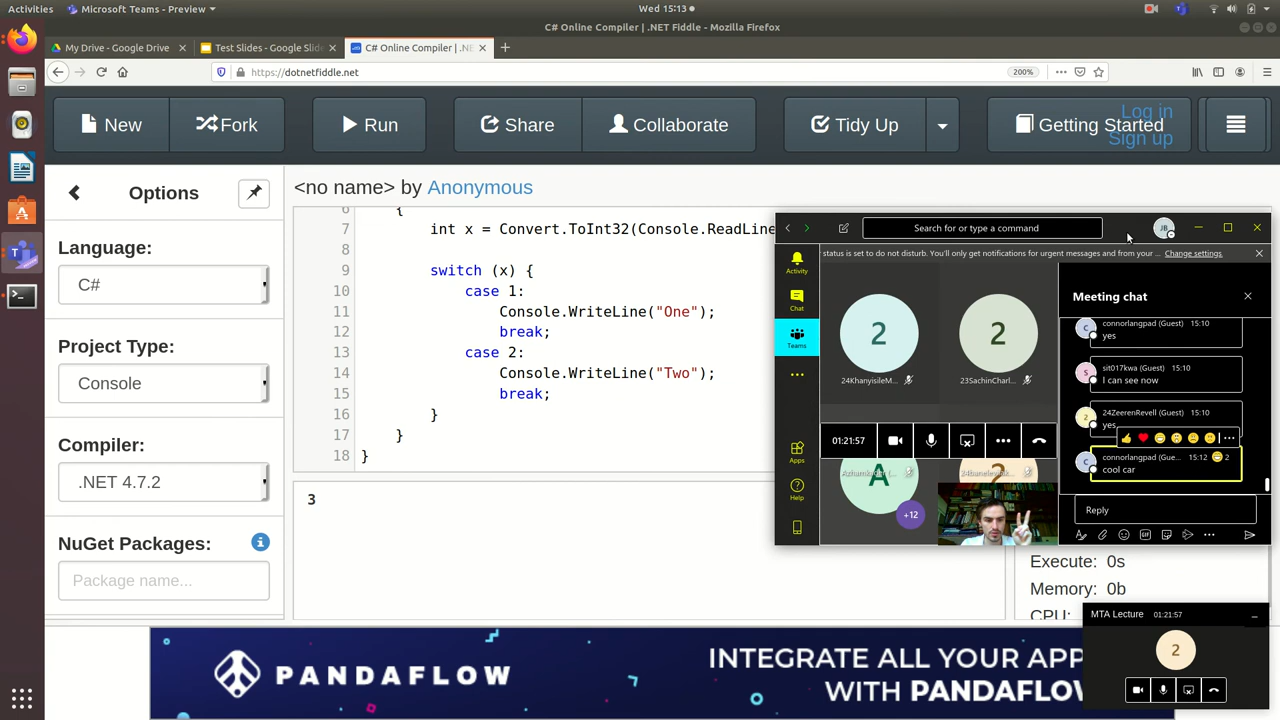 Activities
Microsoft Teams - Preview
Wed 15:13
C# Online Compiler | .NET Fiddle - Mozilla Firefox
My Drive - Google Drive
Test Slides - Google Slide
C# Online Compiler | .NE
https://dotnetfiddle.net
200%
New
Fork
Run
Share
Collaborate
Tidy Up
Getting Started
Log in
Sign up
Options
<no name> by Anonymous
Language:
C#
Project Type:
Console
Compiler:
.NET 4.7.2
NuGet Packages:
Package name...
6 {
7 int x = Convert.ToInt32(Console.ReadLine
8
9 switch (x) {
10 case 1:
11 Console.WriteLine("One");
12 break;
13 case 2:
14 Console.WriteLine("Two");
15 break;
16 }
17 }
18 }
3
Search for or type a command
JB
status is set to do not disturb. You'll only get notifications for urgent messages and from your ...
Change settings.
Activity
Chat
Teams
Apps
Help
2
24KhanyisileM...
2
23SachinCharl...
01:21:57
A
+12
Meeting chat
connorlangpad (Guest) 15:10
yes
S
sit017kwa (Guest) 15:10
I can see now
2
24ZeerenRevell (Guest) 15:10
yes
C
connorlangpad (Gue... 15:12 2
cool car
Reply
Execute: 0s
Memory: 0b
CPU:
MTA Lecture 01:21:57
2
PANDAFLOW
INTEGRATE ALL YOUR APP
WITH PANDAFLOW